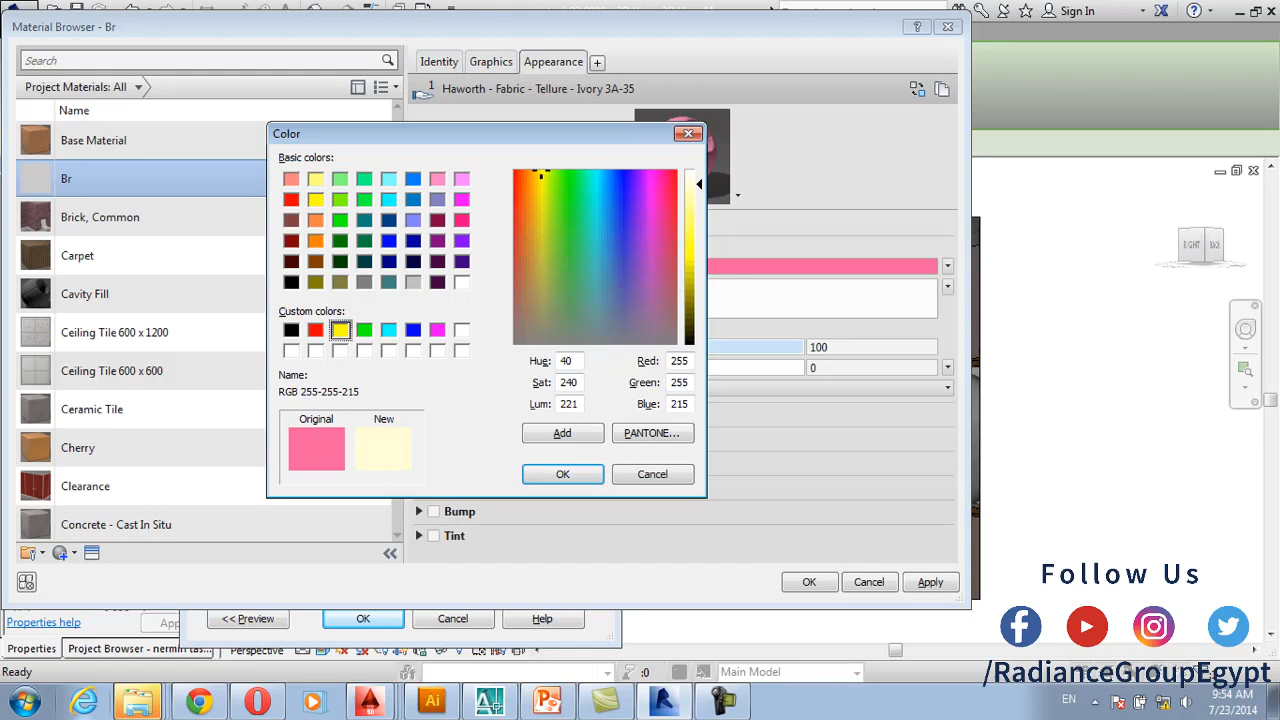 Sign In
Material Browser - Br
Search
Project Materials: All
Name
Base Material
Br
Brick, Common
Carpet
Cavity Fill
Ceiling Tile 600 x 1200
Ceiling Tile 600 x 600
Ceramic Tile
Cherry
Clearance
Concrete - Cast In Situ
Identity
Graphics
Appearance
1
Haworth - Fabric - Tellure - Ivory 3A-35
Color
Basic colors:
Custom colors:
Name:
RGB 255-255-215
Original
New
Hue: 40
Red: 255
Sat: 240
Green: 255
Lum: 221
Blue: 215
Add
PANTONE...
OK
Cancel
100
0
Bump
Tint
OK
Cancel
Apply
RIGHT
BACK
Properties help
<< Preview
OK
Cancel
Help
Properties
Perspective
Ready
:0
Main Model
Follow Us
/RadianceGroupEgypt
EN
9:54 AM
7/23/2014